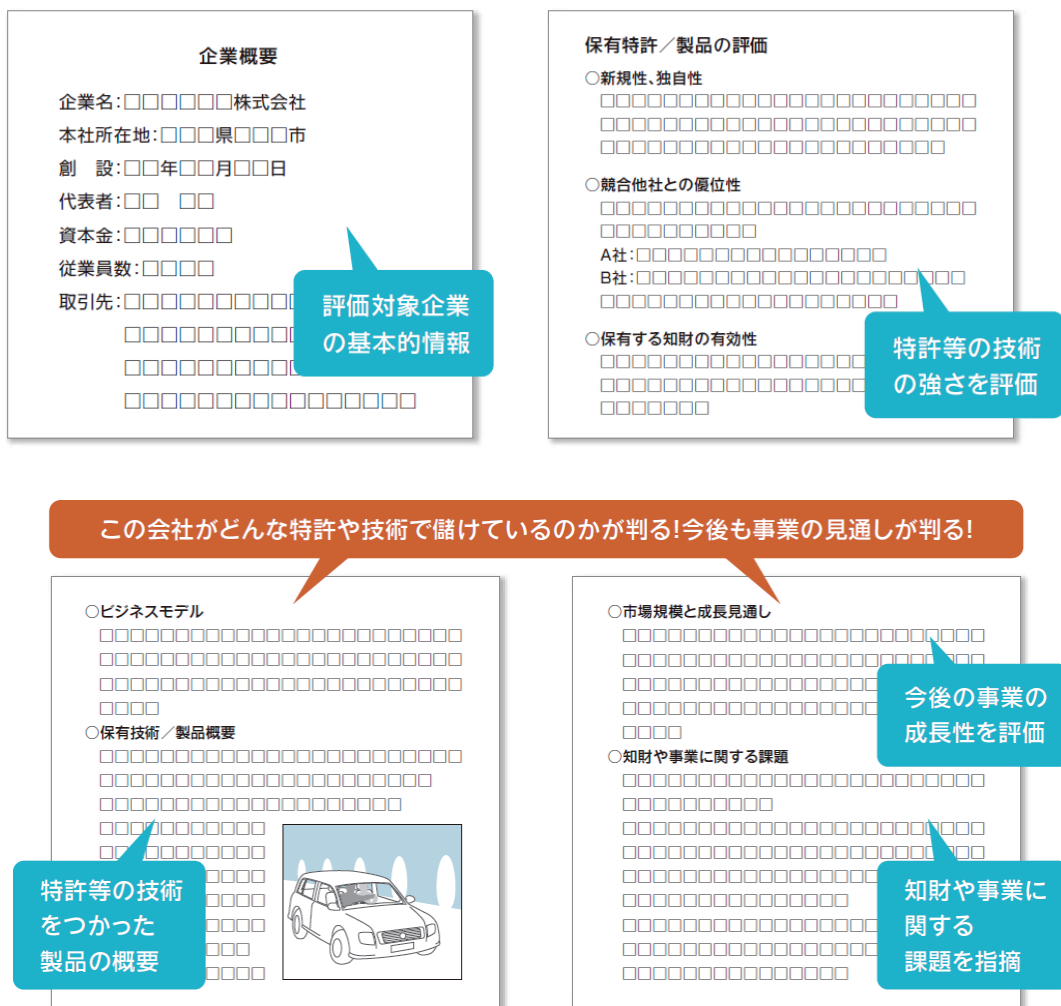 企業概要
企業名:□□□□□□株式会社
本社所在地:□□□県□□□市
創　設:□□年□□月□□日
代表者:□□　□□
資本金:□□□□□□
従業員数:□□□□
取引先:□□□□□□□□□
□□□□□□□□□
□□□□□□□□□
□□□□□□□□□□□□□□□□
評価対象企業
の基本的情報
保有特許／製品の評価
○新規性、独自性
□□□□□□□□□□□□□□□□□□□□□□□□
□□□□□□□□□□□□□□□□□□□□□□□□
□□□□□□□□□□□□□□□□□□□□□□
○競合他社との優位性
□□□□□□□□□□□□□□□□□□□□□□□□
□□□□□□□□□□
A社:□□□□□□□□□□□□□□□□
B社:□□□□□□□□□□□□□□□□□□□□□
□□□□□□□□□□□□□□□□□□□
○保有する知財の有効性
□□□□□□□□□□□□□□□□□
□□□□□□□□□□□□□□□□□
□□□□□□□
特許等の技術
の強さを評価
この会社がどんな特許や技術で儲けているのかが判る!今後も事業の見通しが判る!
○ビジネスモデル
□□□□□□□□□□□□□□□□□□□□□□□□
□□□□□□□□□□□□□□□□□□□□□□□□
□□□□□□□□□□□□□□□□□□□□□□□□
□□□□
○保有技術／製品概要
□□□□□□□□□□□□□□□□□□□□□□□□
□□□□□□□□□□□□□□□□□□□□□□
□□□□□□□□□□□□□□□□□□□□
□□□□□□□□□□□
□□□□□□□□□□□
□□□□
□□□□
□□□□
□□□
□□□□
特許等の技術
をつかった
製品の概要
○市場規模と成長見通し
□□□□□□□□□□□□□□□□□□□□□□□□
□□□□□□□□□□□□□□□□□□□□□□□□
□□□□□□□□□□□□□□□□□
□□□□□□□□□□□□□□□□□
□□□□
今後の事業の
成長性を評価
○知財や事業に関する課題
□□□□□□□□□□□□□□□□□□□□□□□□
□□□□□□□□□□
□□□□□□□□□□□□□□□□□□□□□□□□
□□□□□□□□□□□□□□□□□□□□□□□□
□□□□□□□□□□□□□□□□□
□□□□□□□□□□□□□□□
□□□□□□□□□□□□□□□□□
□□□□□□□□□□□□□□□□□
□□□□□□□□□□□□□□□
知財や事業に
関する
課題を指摘